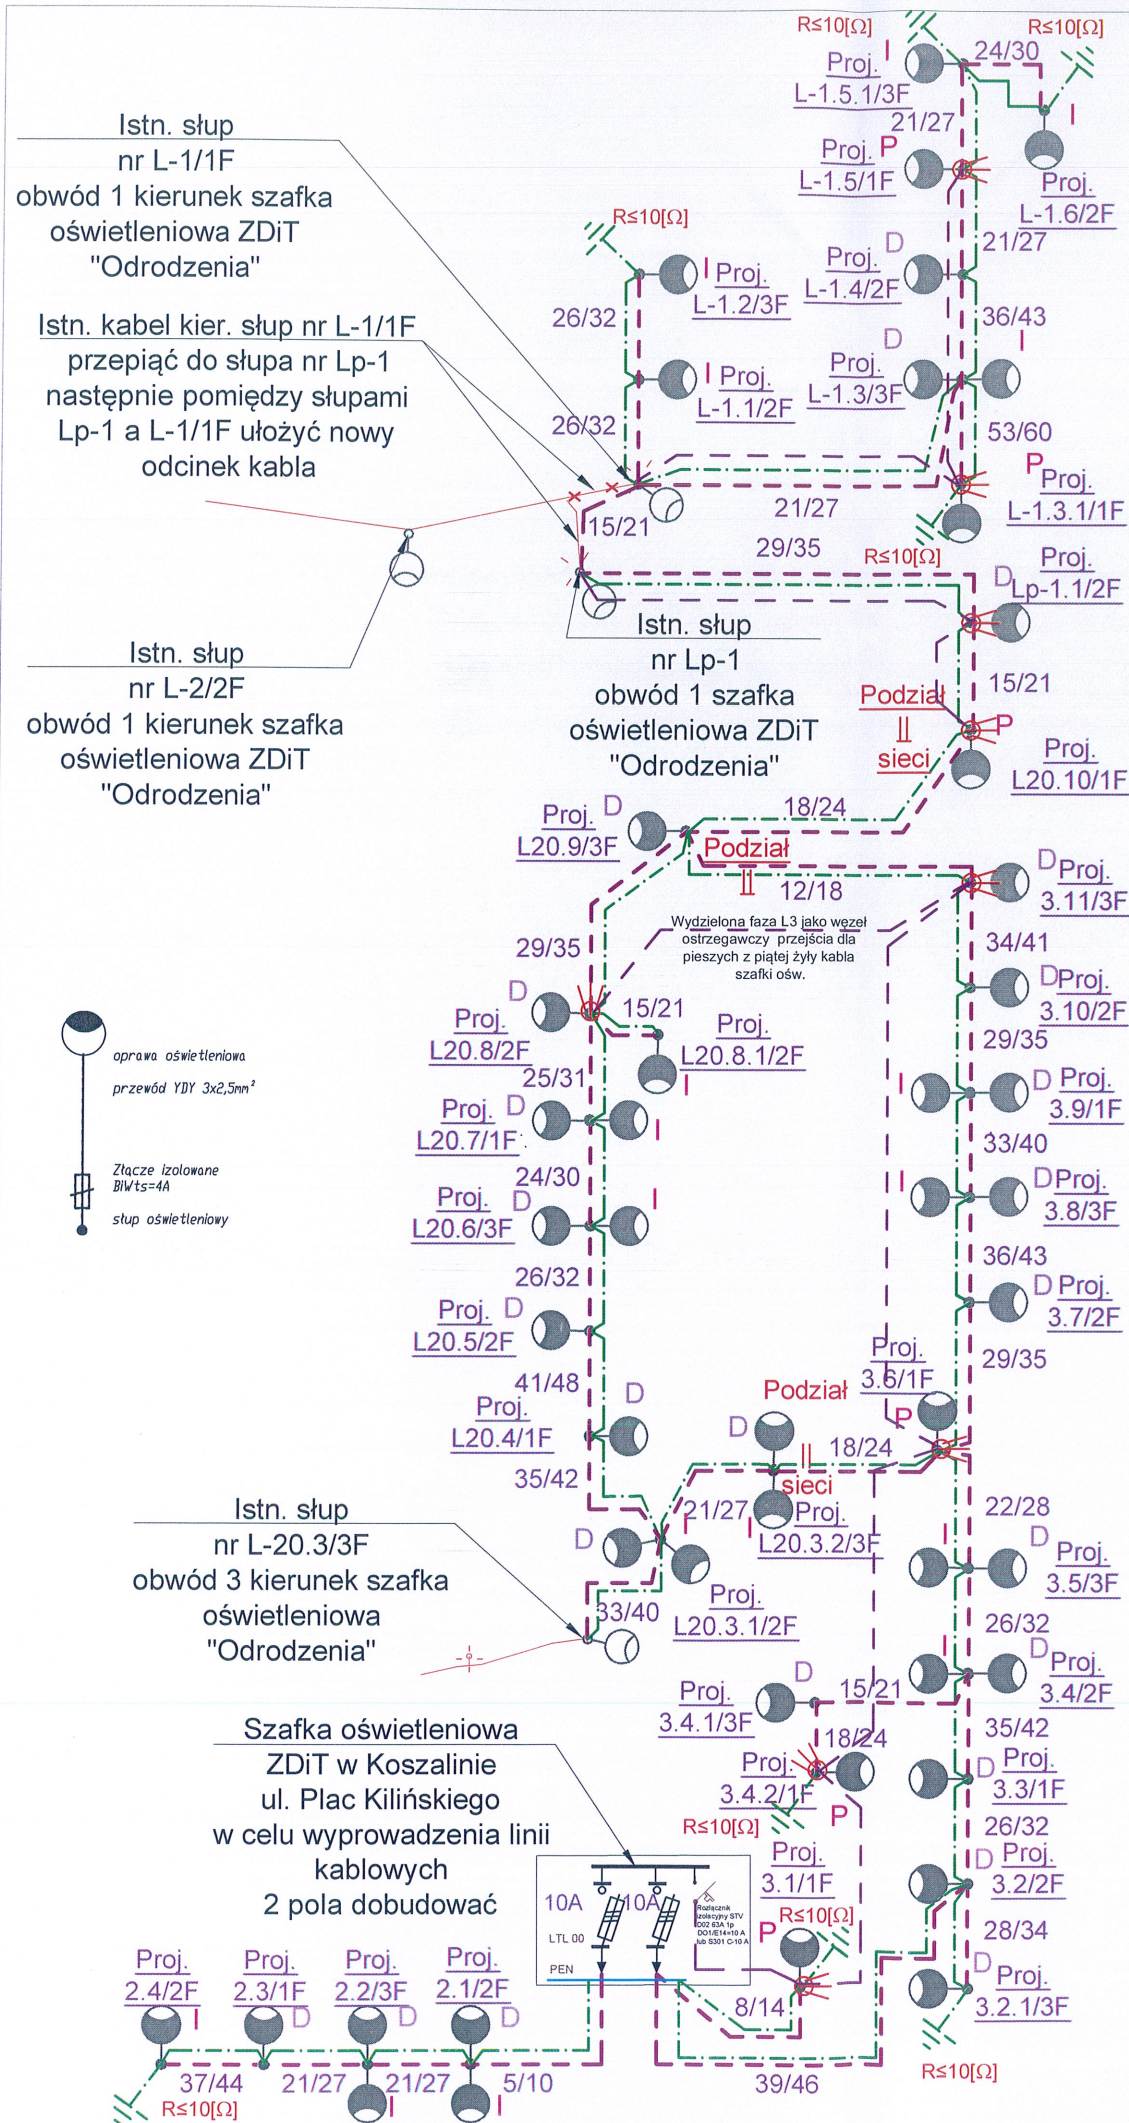 R≤10[Ω]
R≤10[Ω]
I
24/30
Proj.
L-1.5.1/3F
I
21/27
Istn. słup
nr L-1/1F
obwód 1 kierunek szafka
oświetleniowa ZDiT
"Odrodzenia"
Proj.
P
L-1.5/1F
Proj.
L-1.6/2F
R≤10[Ω]
21/27
D
Proj.
L-1.4/2F
I
Proj.
L-1.2/3F
26/32
36/43
Istn. kabel kier. słup nr L-1/1F
przepiąć do słupa nr Lp-1
następnie pomiędzy słupami
Lp-1 a L-1/1F ułożyć nowy
odcinek kabla
D
I
Proj.
L-1.3/3F
I
Proj.
L-1.1/2F
26/32
53/60
P
Proj.
L-1.3.1/1F
21/27
15/21
29/35
R≤10[Ω]
D
Proj.
Lp-1.1/2F
Istn. słup
nr Lp-1
obwód 1 szafka
oświetleniowa ZDiT
"Odrodzenia"
Istn. słup
nr L-2/2F
obwód 1 kierunek szafka
oświetleniowa ZDiT
"Odrodzenia"
15/21
Podział
sieci
P
Proj.
L20.10/1F
18/24
Proj.
D
L20.9/3F
Podział
12/18
D
Proj.
3.11/3F
Wydzielona faza L3 jako węzeł
ostrzegawczy przejścia dla
pieszych z piątej żyły kabla
szafki ośw.
29/35
34/41
D
Proj.
3.10/2F
D
15/21
Proj.
L20.8/2F
Proj.
L20.8.1/2F
I
29/35
oprawa oświetleniowa
przewód YDY 3x2,5mm²
Złącze izolowane
BiWts=4A
słup oświetleniowy
25/31
Proj.
D
L20.7/1F
I
I
D
Proj.
3.9/1F
24/30
33/40
Proj.
D
L20.6/3F
I
I
D
Proj.
3.8/3F
26/32
36/43
Proj.
D
L20.5/2F
D
Proj.
3.7/2F
41/48
29/35
Proj.
3.6/1F
P
Proj.
D
L20.4/1F
Podział
sieci
D
18/24
35/42
21/27
I
Proj.
L20.3.2/3F
22/28
Istn. słup
nr L-20.3/3F
obwód 3 kierunek szafka
oświetleniowa
"Odrodzenia"
D
I
Proj.
L20.3.1/2F
33/40
I
D
Proj.
3.5/3F
26/32
I
D
Proj.
3.4/2F
D
15/21
Proj.
3.4.1/3F
35/42
18/24
Proj.
3.4.2/1F
P
R≤10[Ω]
D
Proj.
3.3/1F
26/32
Szafka oświetleniowa
ZDiT w Koszalinie
ul. Plac Kilińskiego
w celu wyprowadzenia linii
kablowych
2 pola dobudować
10A
10A
LTL 00
PEN
Rozłącznik
izolacyjny STV
D02 63A 1p
DO1/E14=10 A
lub S301 C-10 A
Proj.
3.1/1F
R≤10[Ω]
P
D
Proj.
3.2/2F
28/34
D
Proj.
3.2.1/3F
R≤10[Ω]
8/14
39/46
Proj.
2.4/2F
I
Proj.
2.3/1F
D
Proj.
2.2/3F
D
Proj.
2.1/2F
D
37/44
21/27
21/27
5/10
I
I
R≤10[Ω]